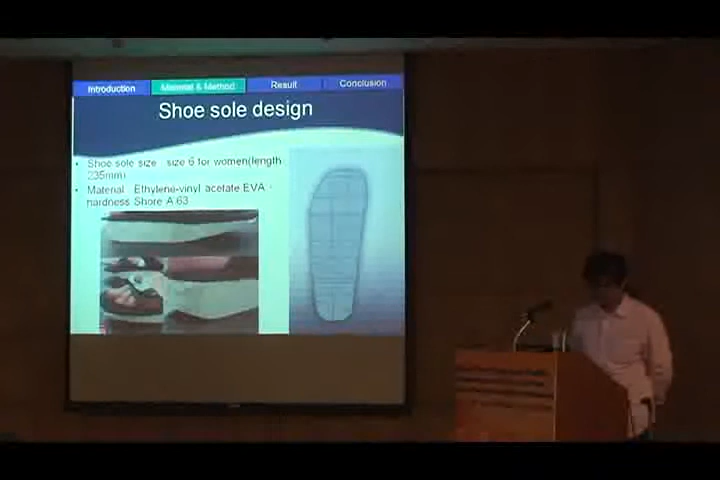 Introduction
Material & Method
Result
Conclusion
Shoe sole design
• Shoe sole size : size 6 for women(length
235mm)
• Material : Ethylene-vinyl acetate EVA ,
hardness Shore A 63